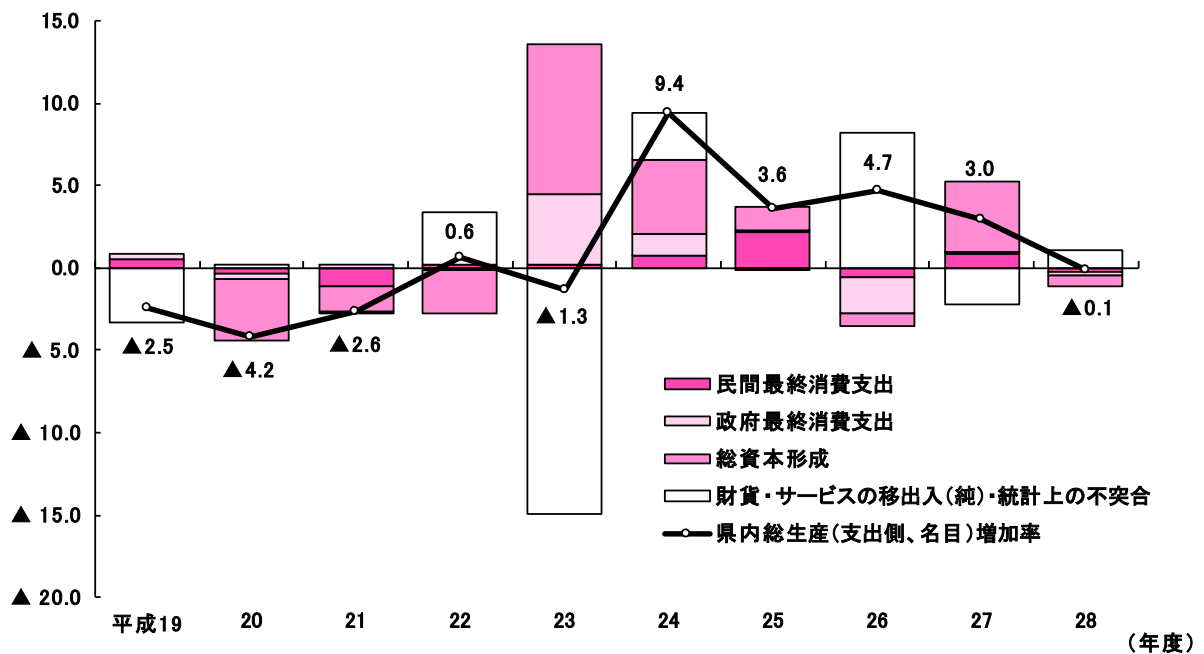 15.0
10.0
5.0
0.0
▲ 5.0
▲ 10.0
▲ 15.0
▲ 20.0
▲2.5
▲4.2
▲2.6
0.6
▲1.3
9.4
3.6
4.7
3.0
▲0.1
民間最終消費支出
政府最終消費支出
総資本形成
財貨・サービスの移出入(純)・統計上の不突合
県内総生産(支出側、名目)増加率
平成19 20 21 22 23 24 25 26 27 28
(年度)